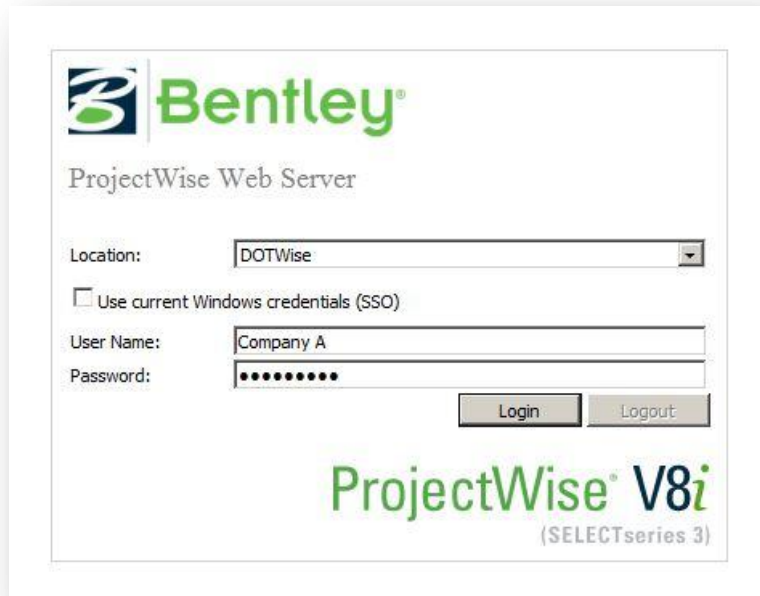 Bentley®
ProjectWise Web Server
Location: DOTWise
Use current Windows credentials (SSO)
User Name: Company A
Password: •••••••••
Login Logout
ProjectWise® V8i
(SELECTseries 3)